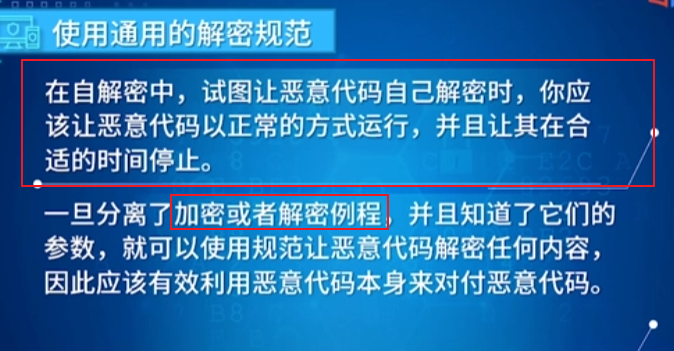 使用通用的解密规范
在自解密中，试图让恶意代码自己解密时，你应
该让恶意代码以正常的方式运行，并且让其在合
适的时间停止。
一旦分离了加密或者解密例程，并且知道了它们的
参数，就可以使用规范让恶意代码解密任何内容，
因此应该有效利用恶意代码本身来对付恶意代码。